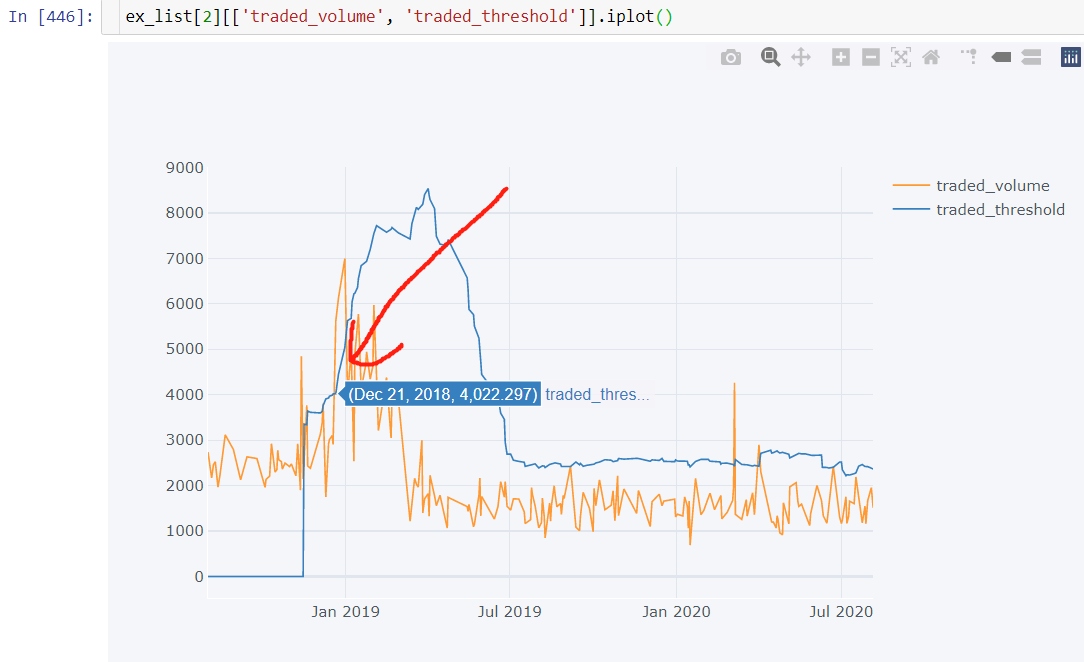 In [446]: ex_list[2][['traded_volume', 'traded_threshold']].iplot()
9000
traded_volume
traded_threshold
8000
7000
6000
5000
4000
(Dec 21, 2018, 4,022.297) traded_thres...
3000
2000
1000
0
Jan 2019 Jul 2019 Jan 2020 Jul 2020